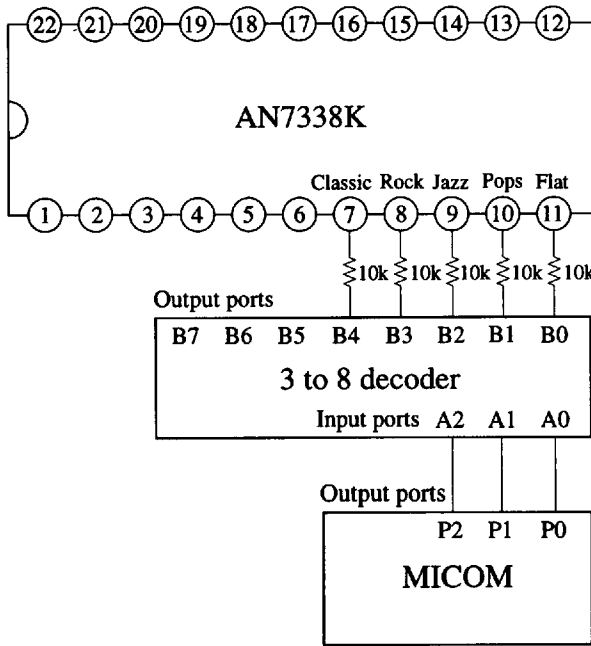 22 21 20 19 18 17 16 15 14 13 12
AN7338K
Classic Rock Jazz Pops Flat
1 2 3 4 5 6 7 8 9 10 11
10k 10k 10k 10k 10k
Output ports
B7 B6 B5 B4 B3 B2 B1 B0
3 to 8 decoder
Input ports A2 A1 A0
Output ports
P2 P1 P0
MICOM